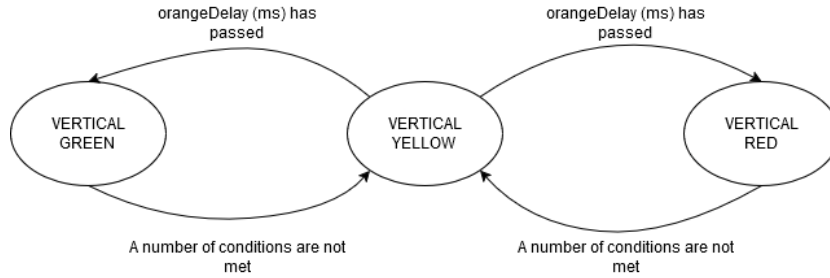 orangeDelay (ms) has
passed
orangeDelay (ms) has
passed
VERTICAL
GREEN
VERTICAL
YELLOW
VERTICAL
RED
A number of conditions are not
met
A number of conditions are not
met